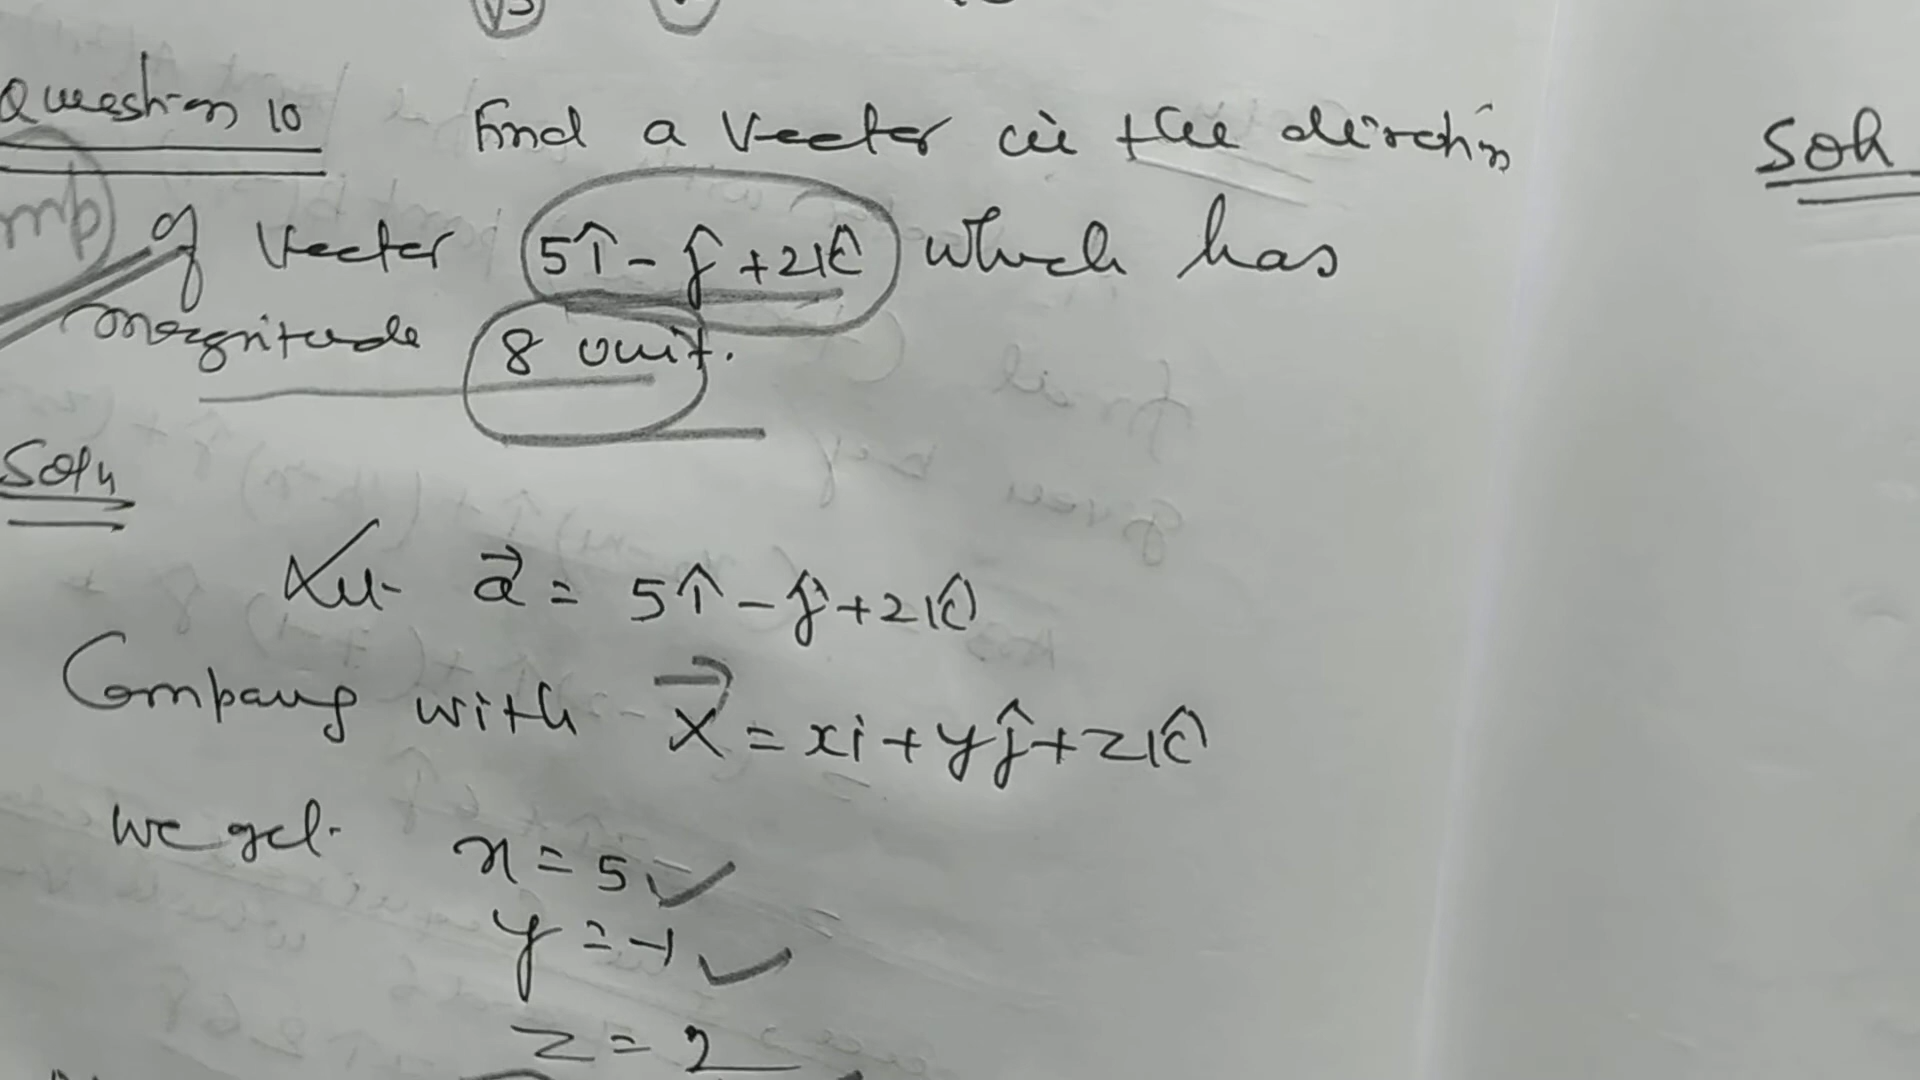 Question 10 Find a vector in the direction
Imp of vector 5î - ĵ + 2k̂ which has
magnitude 8 unit.
Soln
Soln
Let a⃗ = 5î - ĵ + 2k̂
Comparing with x⃗ = xi + yĵ + zk̂
we get x = 5 ✓
y = -1 ✓
z = 2